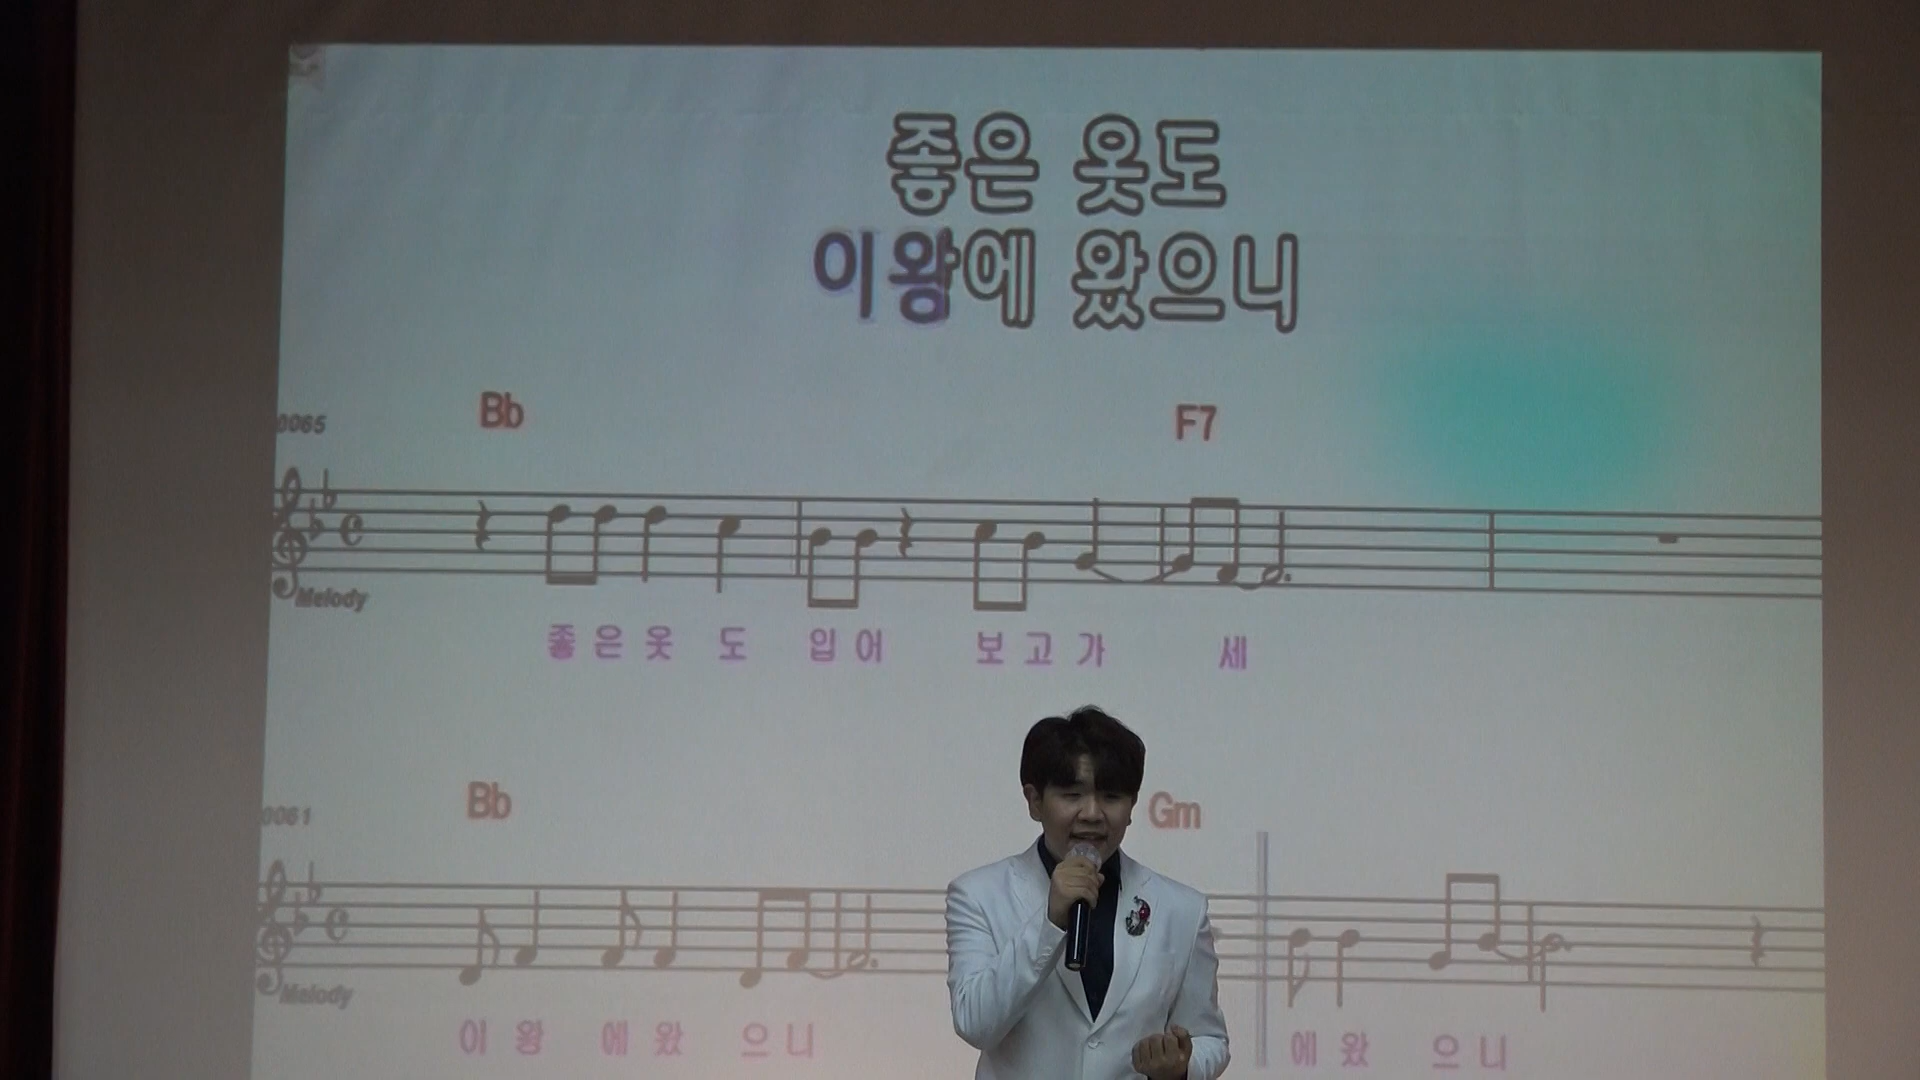 좋은 옷도
이왕에 왔으니
Bb F7
0065
Melody
좋은옷 도 입어 보고가 세
Bb Gm
0061
Melody
이 왕 에 왔 으니 에 왔 으니